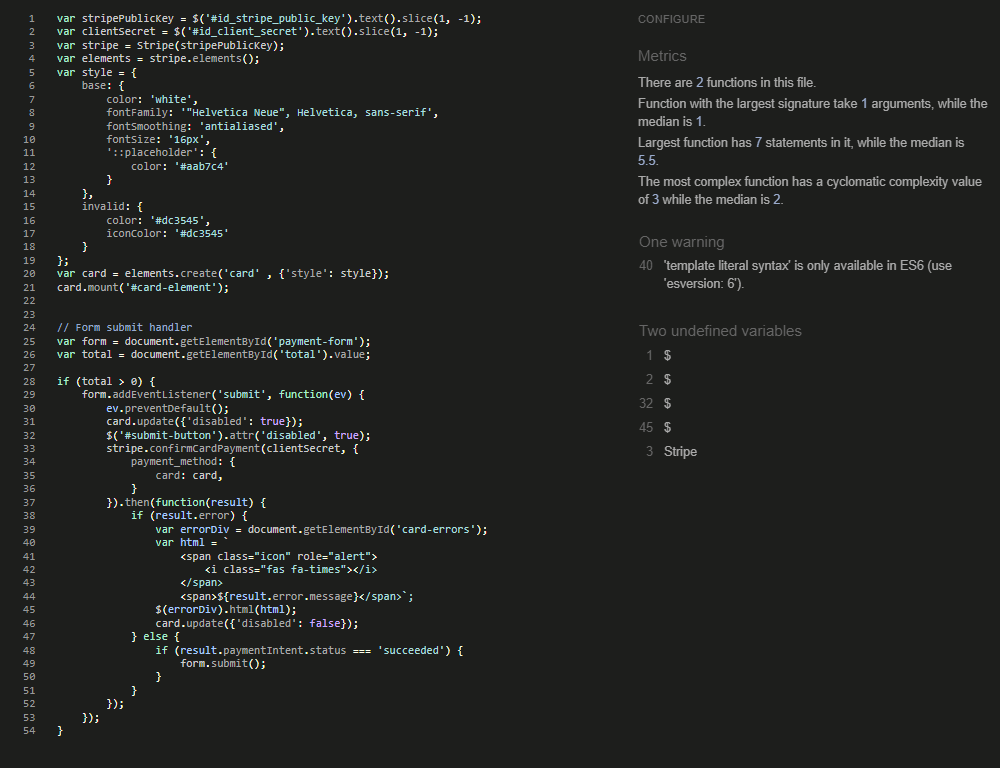 1 var stripePublicKey = $('#id_stripe_public_key').text().slice(1, -1);
2 var clientSecret = $('#id_client_secret').text().slice(1, -1);
3 var stripe = Stripe(stripePublicKey);
4 var elements = stripe.elements();
5 var style = {
6 base: {
7 color: 'white',
8 fontFamily: '"Helvetica Neue", Helvetica, sans-serif',
9 fontSmoothing: 'antialiased',
10 fontSize: '16px',
11 '::placeholder': {
12 color: '#aab7c4'
13 }
14 },
15 invalid: {
16 color: '#dc3545',
17 iconColor: '#dc3545'
18 }
19 };
20 var card = elements.create('card' , {'style': style});
21 card.mount('#card-element');
22
23
24 // Form submit handler
25 var form = document.getElementById('payment-form');
26 var total = document.getElementById('total').value;
27
28 if (total > 0) {
29 form.addEventListener('submit', function(ev) {
30 ev.preventDefault();
31 card.update({'disabled': true});
32 $('#submit-button').attr('disabled', true);
33 stripe.confirmCardPayment(clientSecret, {
34 payment_method: {
35 card: card,
36 }
37 }).then(function(result) {
38 if (result.error) {
39 var errorDiv = document.getElementById('card-errors');
40 var html = `
41 <span class="icon" role="alert">
42 <i class="fas fa-times"></i>
43 </span>
44 <span>${result.error.message}</span>`;
45 $(errorDiv).html(html);
46 card.update({'disabled': false});
47 } else {
48 if (result.paymentIntent.status === 'succeeded') {
49 form.submit();
50 }
51 }
52 });
53 });
54 }
CONFIGURE
Metrics
There are 2 functions in this file.
Function with the largest signature take 1 arguments, while the
median is 1.
Largest function has 7 statements in it, while the median is
5.5.
The most complex function has a cyclomatic complexity value
of 3 while the median is 2.
One warning
40 'template literal syntax' is only available in ES6 (use
'esversion: 6').
Two undefined variables
1 $
2 $
32 $
45 $
3 Stripe